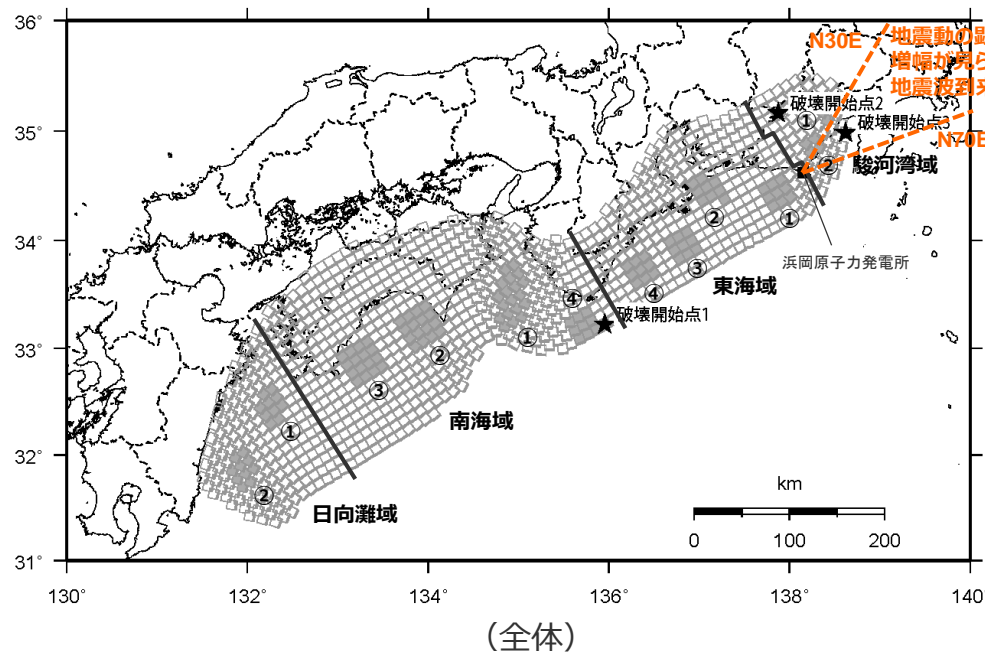 36°
35°
34°
33°
32°
31°
130°
132°
134°
136°
138°
140
N30E
地震動の
増幅が見
地震波到
N70E
破壊開始点2
①
破壊開始点3
②
駿河湾域
②
①
浜岡原子力発電所
③
東海域
④
④
破壊開始点1
①
②
③
南海域
①
②
日向灘域
km
0
100
200
（全体）